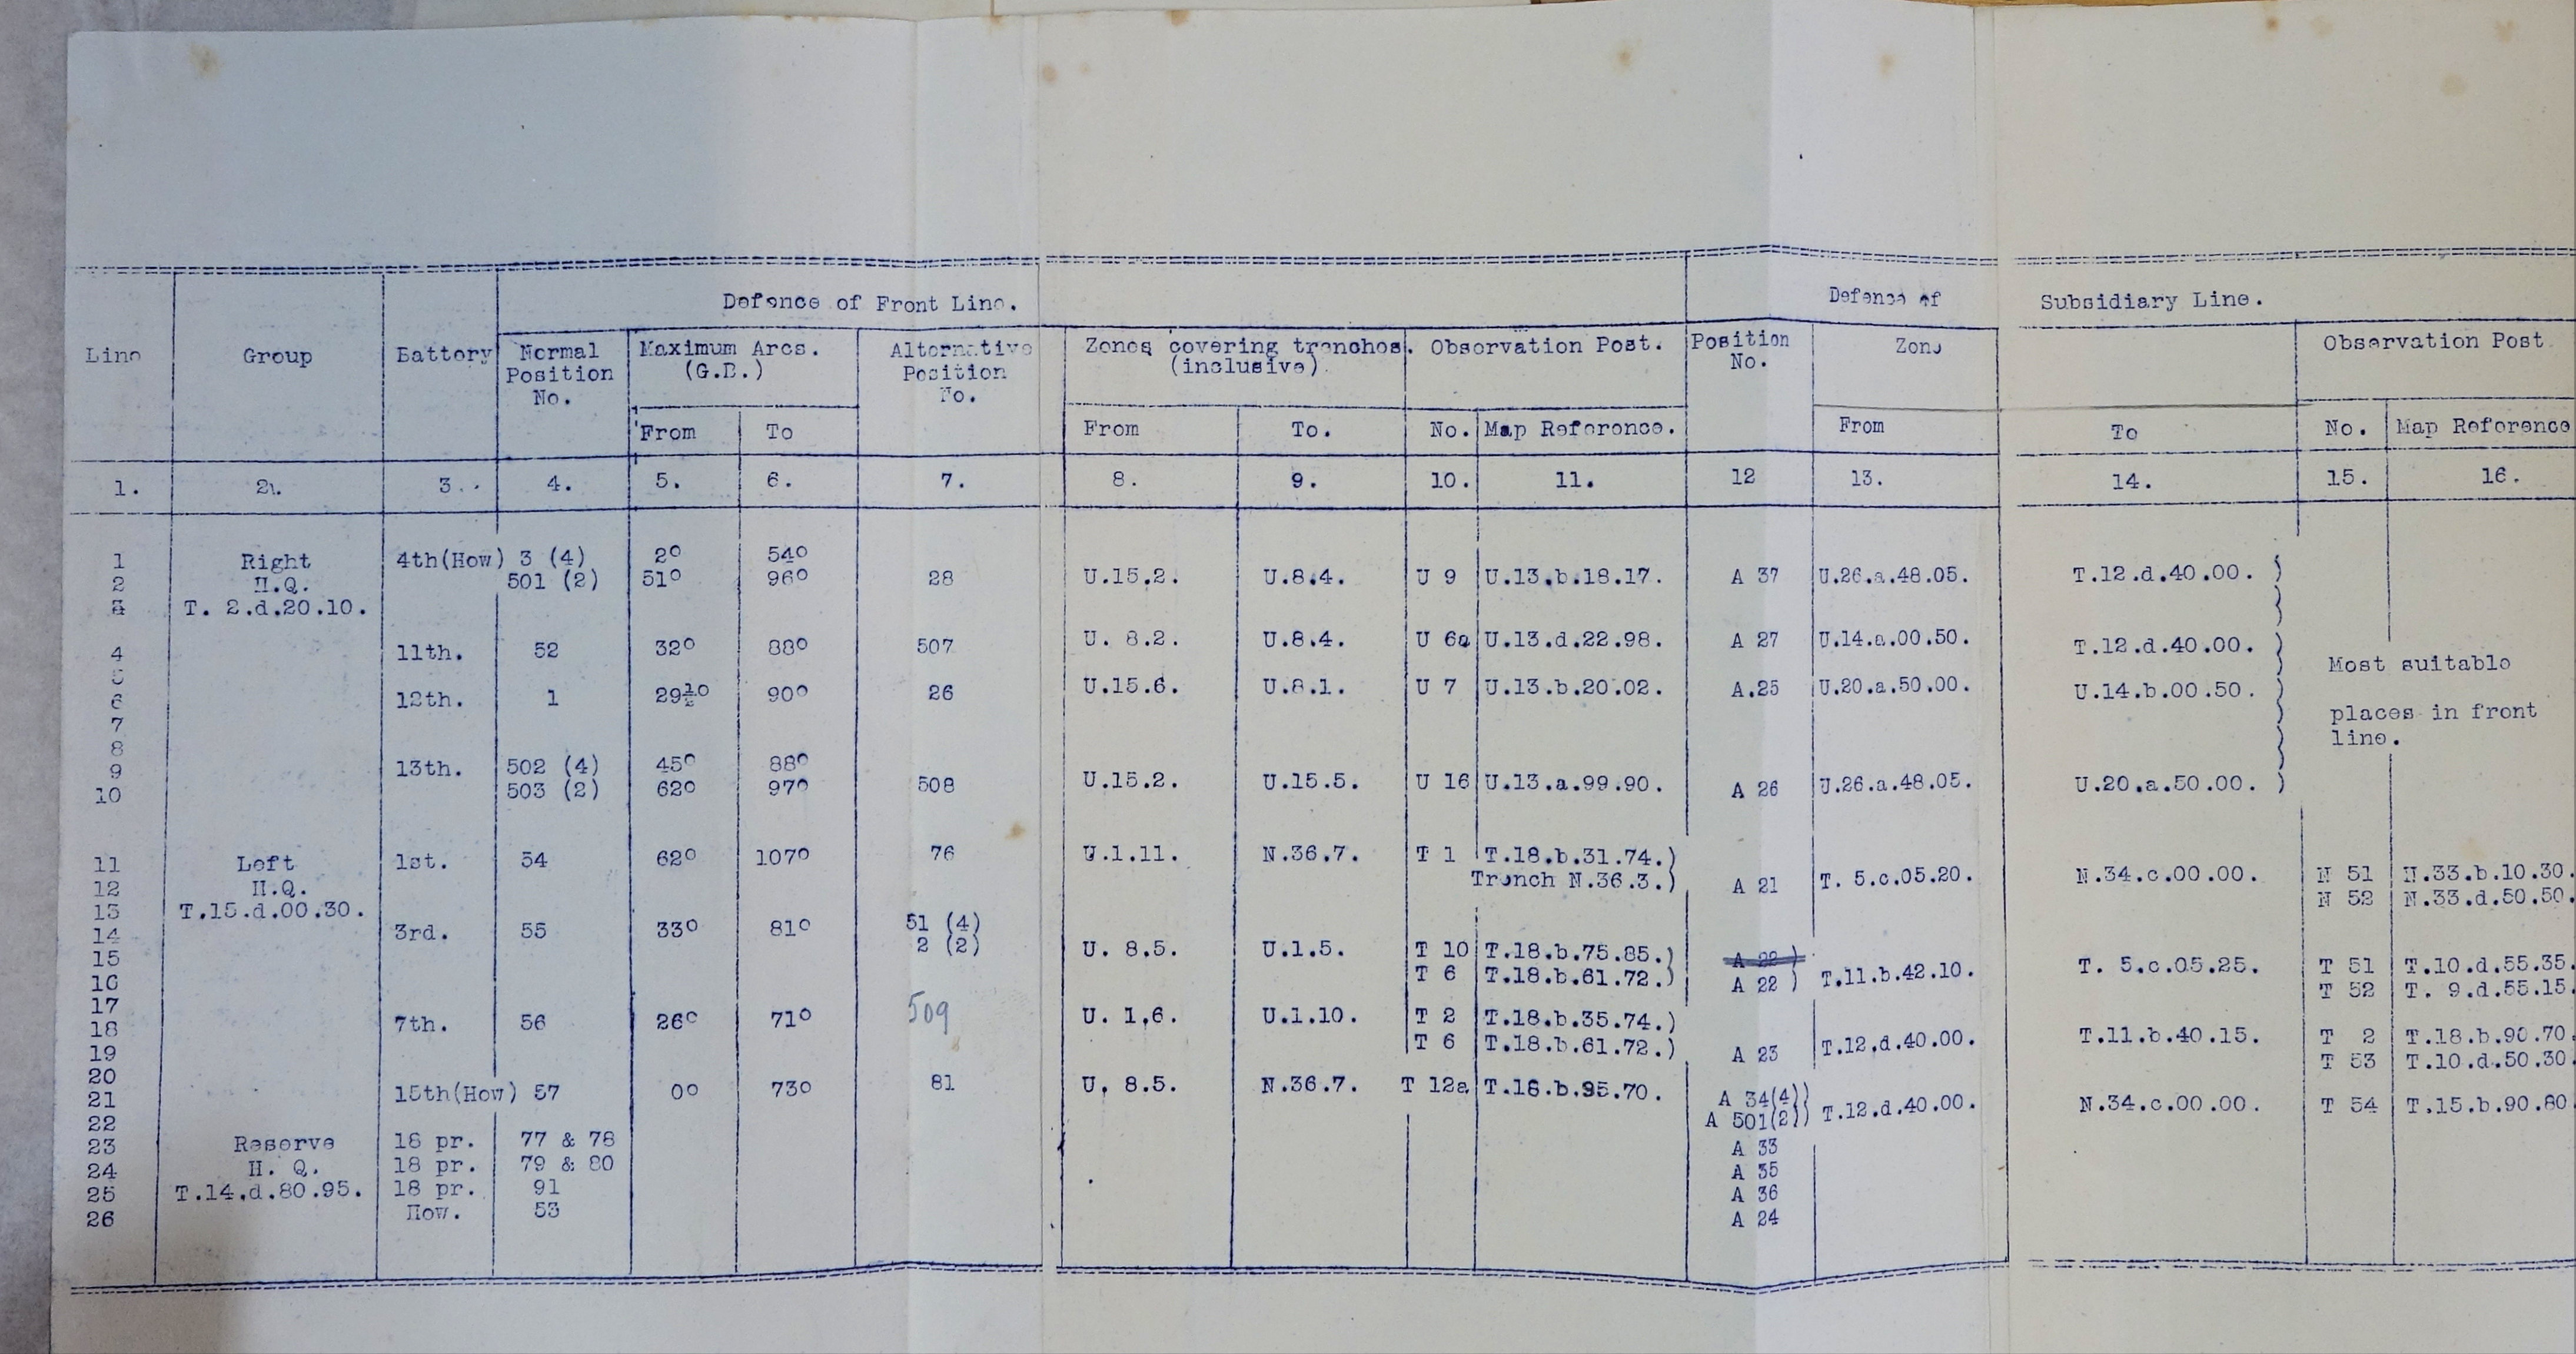 Defence of Front Line. Defence of Subsidiary Line.
Line Group Battery Normal Maximum Arcs. Alternative Zones covering trenches. Observation Post. Position Zone Observation Post
Position (G.B.) Position (inclusive) No.
No. No.
From To From To. No. Map Reference. From To No. Map Reference
1. 2. 3. 4. 5. 6. 7. 8. 9. 10. 11. 12 13. 14. 15. 16.
1 Right 4th(How) 3 (4) 2° 54°
2 H.Q. 501 (2) 51° 96° 28 U.15.2. U.8.4. U 9 U.13.b.18.17. A 37 U.26.a.48.05. T.12.d.40.00. )
3 T. 2.d.20.10.
4 11th. 52 32° 88° 507 U. 8.2. U.8.4. U 6a U.13.d.22.98. A 27 U.14.a.00.50. T.12.d.40.00. )
5 Most suitable
6 12th. 1 29½° 90° 26 U.15.6. U.8.1. U 7 U.13.b.20.02. A.25 U.20.a.50.00. U.14.b.00.50. )
7 places in front
8 line.
9 13th. 502 (4) 45° 88°
10 503 (2) 62° 97° 508 U.15.2. U.15.5. U 16 U.13.a.99.90. A 26 U.26.a.48.05. U.20.a.50.00. )
11 Left 1st. 54 62° 107° 76 U.1.11. N.36.7. T 1 T.18.b.31.74.)
12 H.Q. Trench N.36.3.) A 21 T. 5.c.05.20. N.34.c.00.00. N 51 N.33.b.10.30.
13 T.15.d.00.30. N 52 N.33.d.50.50.
14 3rd. 55 33° 81° 51 (4)
15 2 (2) U. 8.5. U.1.5. T 10 T.18.b.75.85.) A 22 )
16 T 6 T.18.b.61.72.) A 22 ) T.11.b.42.10. T. 5.c.05.25. T 51 T.10.d.55.35.
17 T 52 T. 9.d.55.15.
18 7th. 56 26° 71° 509 U. 1.6. U.1.10. T 2 T.18.b.35.74.)
19 T 6 T.18.b.61.72.) A 23 T.12.d.40.00. T.11.b.40.15. T 2 T.18.b.90.70.
20 T 53 T.10.d.50.30
21 15th(How) 57 0° 73° 81 U. 8.5. N.36.7. T 12a T.18.b.95.70. A 34(4))
22 A 501(2)) T.12.d.40.00. N.34.c.00.00. T 54 T.15.b.90.80
23 Reserve 18 pr. 77 & 78 A 33
24 H. Q. 18 pr. 79 & 80 A 35
25 T.14.d.80.95. 18 pr. 91 A 36
26 How. 53 A 24